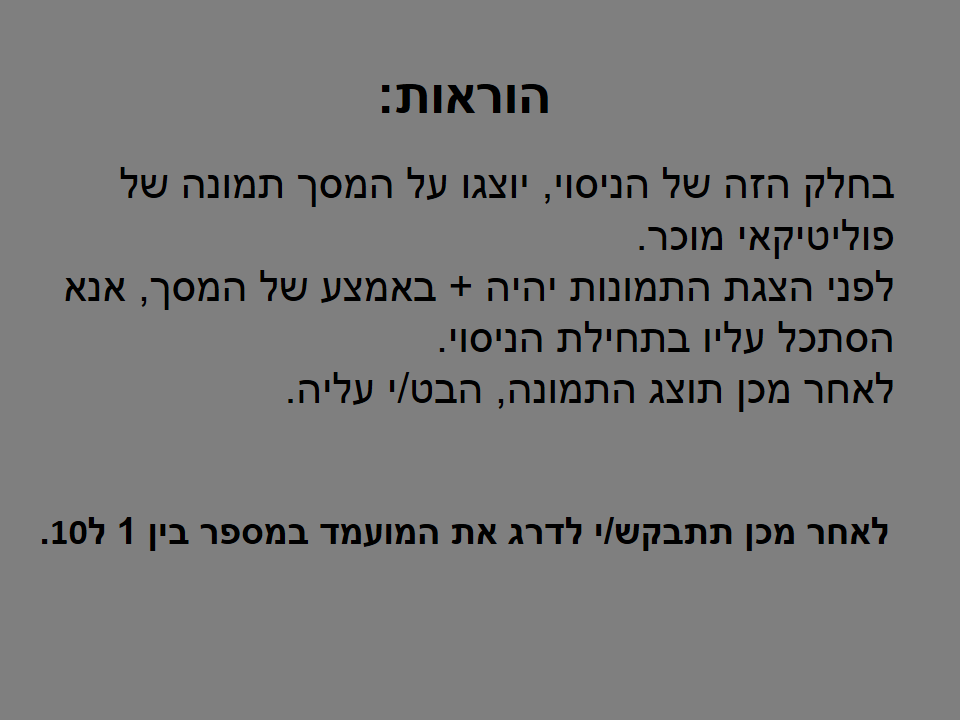 הוראות:
בחלק הזה של הניסוי, יוצגו על המסך תמונה של
פוליטיקאי מוכר.
לפני הצגת התמונות יהיה + באמצע של המסך, אנא
הסתכל עליו בתחילת הניסוי.
לאחר מכן תוצג התמונה, הבט/י עליה.
לאחר מכן תתבקש/י לדרג את המועמד במספר בין 1 ל10.